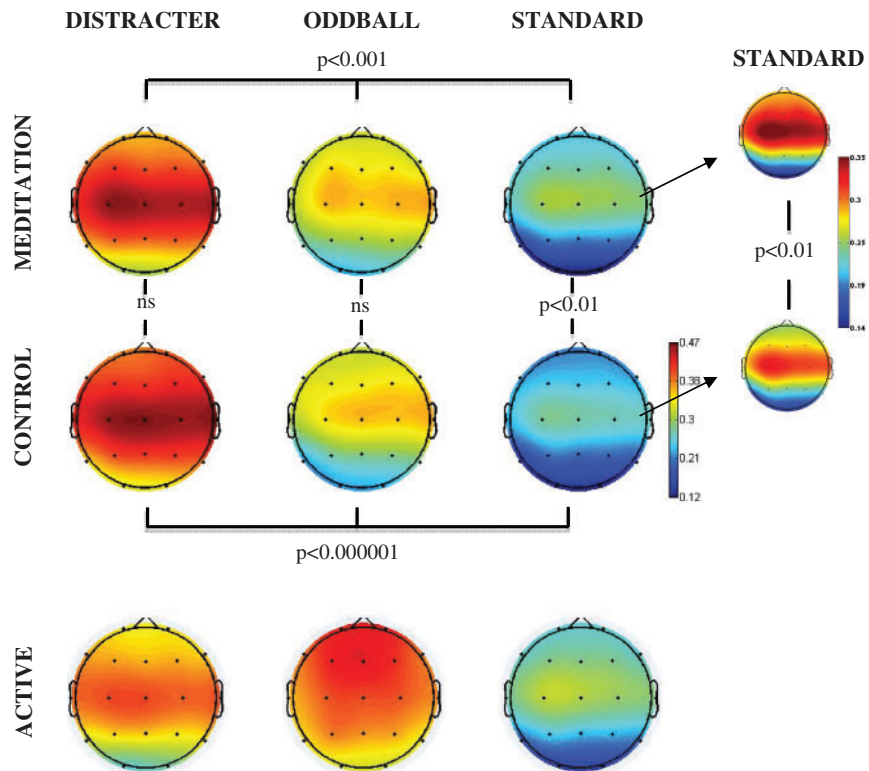 DISTRACTER ODDBALL STANDARD
p<0.001
STANDARD
MEDITATION
0.35
0.3
0.25
0.19
0.14
p<0.01
ns ns p<0.01
CONTROL
0.47
0.38
0.3
0.21
0.12
p<0.000001
ACTIVE